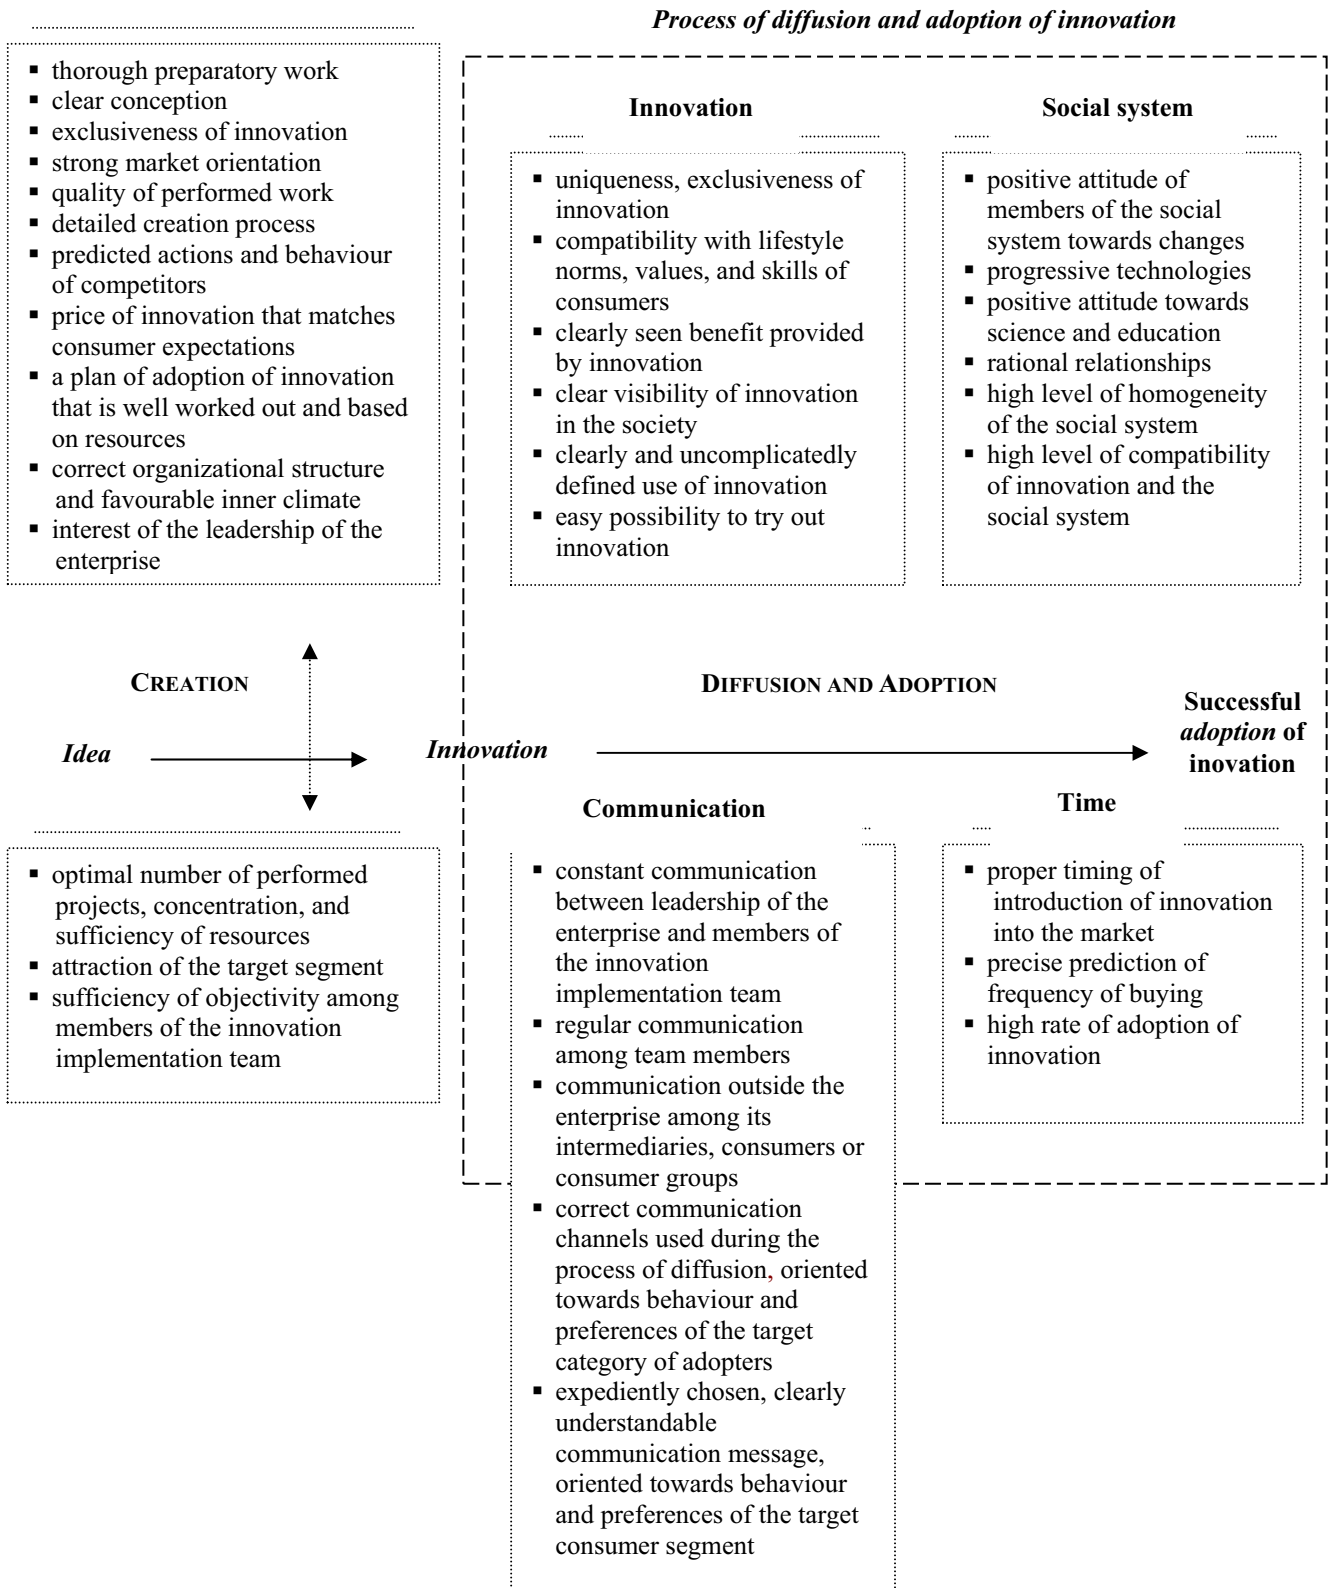 Process of diffusion and adoption of innovation
▪ thorough preparatory work
▪ clear conception
▪ exclusiveness of innovation
▪ strong market orientation
▪ quality of performed work
▪ detailed creation process
▪ predicted actions and behaviour
of competitors
▪ price of innovation that matches
consumer expectations
▪ a plan of adoption of innovation
that is well worked out and based
on resources
▪ correct organizational structure
and favourable inner climate
▪ interest of the leadership of the
enterprise
Innovation
▪ uniqueness, exclusiveness of
innovation
▪ compatibility with lifestyle
norms, values, and skills of
consumers
▪ clearly seen benefit provided
by innovation
▪ clear visibility of innovation
in the society
▪ clearly and uncomplicatedly
defined use of innovation
▪ easy possibility to try out
innovation
Social system
▪ positive attitude of
members of the social
system towards changes
▪ progressive technologies
▪ positive attitude towards
science and education
▪ rational relationships
▪ high level of homogeneity
of the social system
▪ high level of compatibility
of innovation and the
social system
CREATION
DIFFUSION AND ADOPTION
Idea
Innovation
Successful
adoption of
inovation
▪ optimal number of performed
projects, concentration, and
sufficiency of resources
▪ attraction of the target segment
▪ sufficiency of objectivity among
members of the innovation
implementation team
Communication
▪ constant communication
between leadership of the
enterprise and members of
the innovation
implementation team
▪ regular communication
among team members
▪ communication outside the
enterprise among its
intermediaries, consumers or
consumer groups
▪ correct communication
channels used during the
process of diffusion, oriented
towards behaviour and
preferences of the target
category of adopters
▪ expediently chosen, clearly
understandable
communication message,
oriented towards behaviour
and preferences of the target
consumer segment
Time
▪ proper timing of
introduction of innovation
into the market
▪ precise prediction of
frequency of buying
▪ high rate of adoption of
innovation